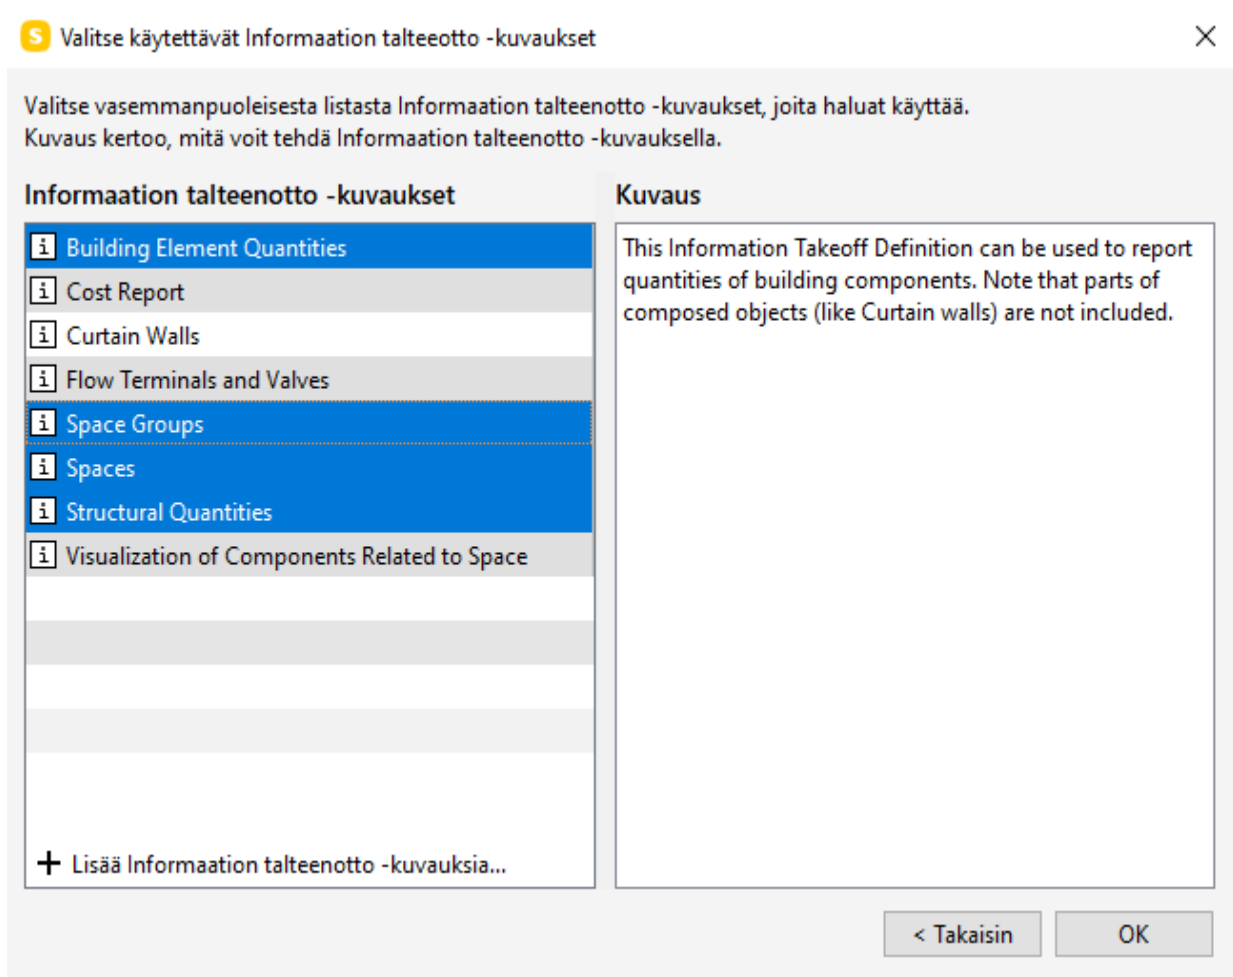 S Valitse käytettävät Informaation talteeotto -kuvaukset
Valitse vasemmanpuoleisesta listasta Informaation talteenotto -kuvaukset, joita haluat käyttää.
Kuvaus kertoo, mitä voit tehdä Informaation talteenotto -kuvauksella.
Informaation talteenotto -kuvaukset
i Building Element Quantities
i Cost Report
i Curtain Walls
i Flow Terminals and Valves
i Space Groups
i Spaces
i Structural Quantities
i Visualization of Components Related to Space
+ Lisää Informaation talteenotto -kuvauksia...
Kuvaus
This Information Takeoff Definition can be used to report
quantities of building components. Note that parts of
composed objects (like Curtain walls) are not included.
< Takaisin
OK